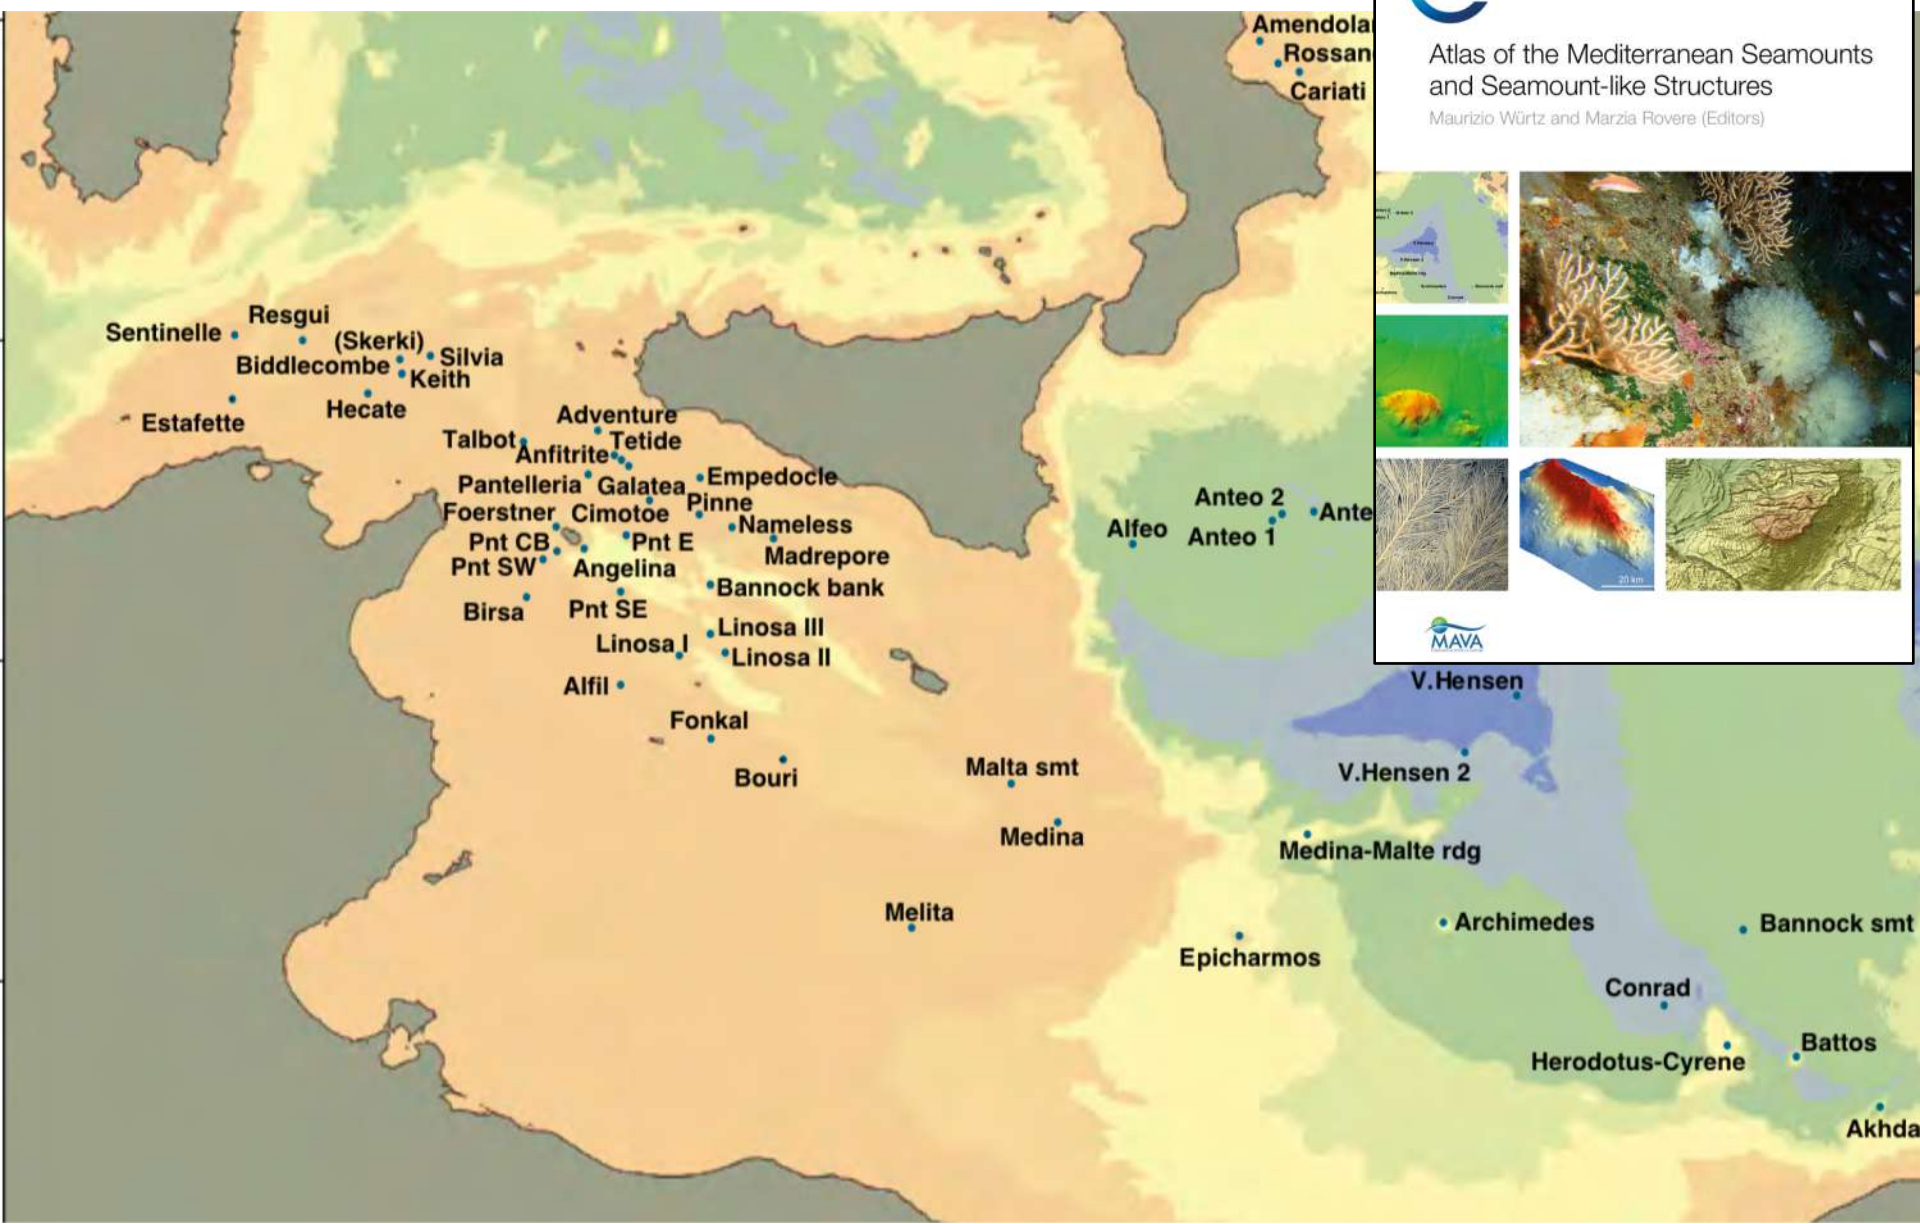 Amendolar
Rossan
Cariati
Atlas of the Mediterranean Seamounts
and Seamount-like Structures
Maurizio Würtz and Marzia Rovere (Editors)
Resgui
Sentinelle
(Skerki)
Silvia
Biddlecombe
Keith
Hecate
Estafette
Adventure
Talbot
Tetide
Anfitrite
Empedocle
Pantelleria
Galatea
Pinne
Foerstner
Cimotoe
Nameless
Pnt CB
Pnt E
Madrepore
Pnt SW
Angelina
Bannock bank
Birsa
Pnt SE
Linosa III
Linosa I
Linosa II
Alfil
Fonkal
Bouri
Malta smt
Medina
Melita
Anteo 2
Ante
Alfeo
Anteo 1
20 km
MAVA
V.Hensen
V.Hensen 2
Medina-Malte rdg
Archimedes
Bannock smt
Epicharmos
Conrad
Battos
Herodotus-Cyrene
Akhda